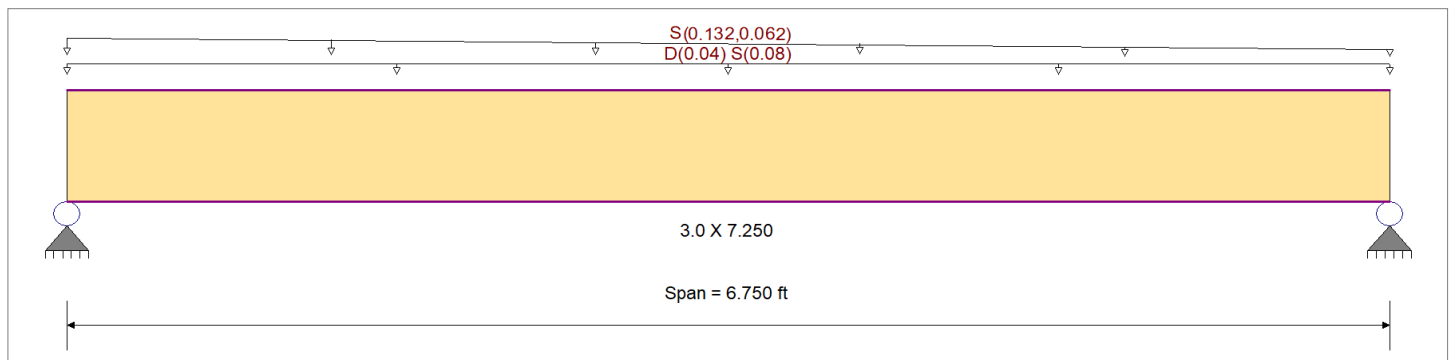 S(0.132,0.062)
D(0.04) S(0.08)
3.0 X 7.250
Span = 6.750 ft